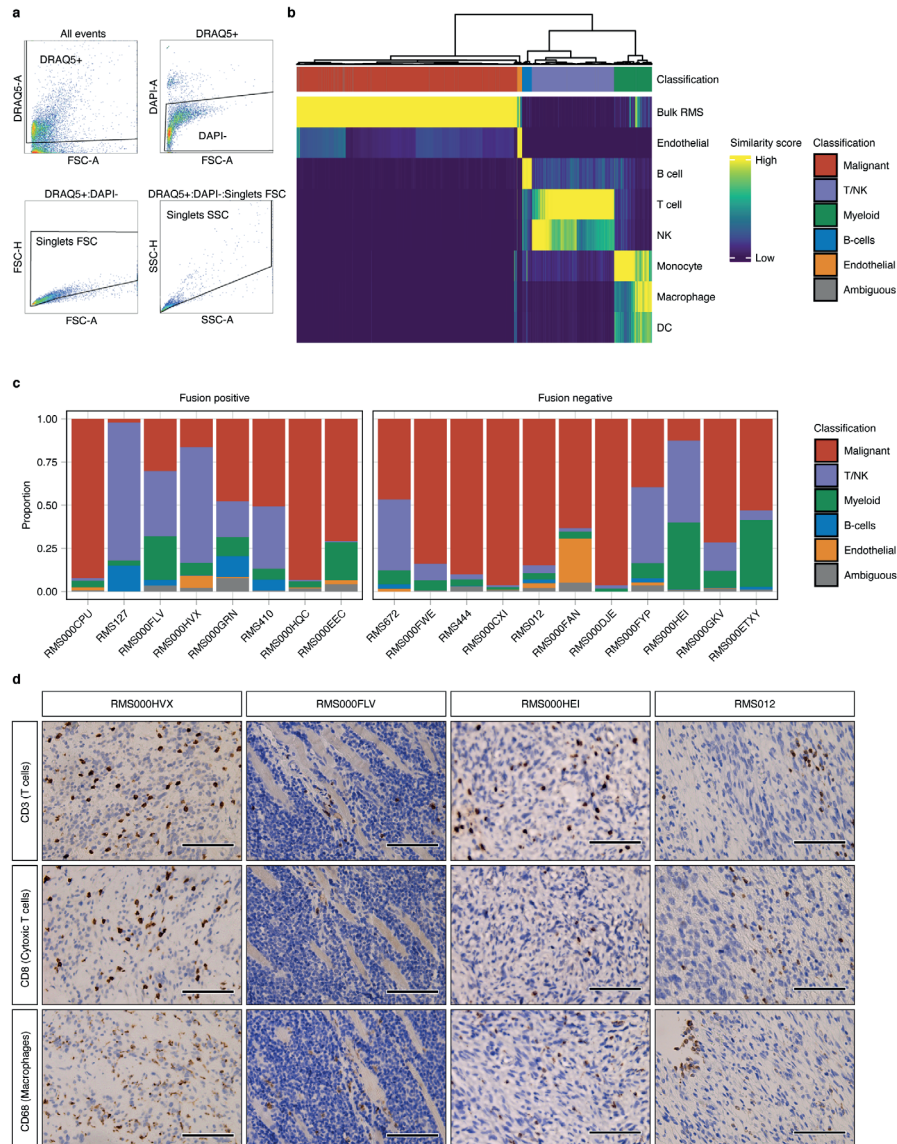 a
All events
DRAQ5+
DRAQ5-A
FSC-A
DRAQ5+
DAPI-A
DAPI-
FSC-A
DRAQ5+:DAPI-
Singlets FSC
FSC-H
FSC-A
DRAQ5+:DAPI-:Singlets FSC
Singlets SSC
SSC-H
SSC-A
b
Classification
Bulk RMS
Endothelial
B cell
T cell
NK
Monocyte
Macrophage
DC
Similarity score
High
Low
Classification
Malignant
T/NK
Myeloid
B-cells
Endothelial
Ambiguous
c
Fusion positive
Fusion negative
Proportion
1.00
0.75
0.50
0.25
0.00
RMS000CPU
RMS127
RMS000FLV
RMS000HVX
RMS000GRN
RMS410
RMS000HQC
RMS000EEC
RMS672
RMS000FWE
RMS444
RMS000CXI
RMS012
RMS000FAN
RMS000DJE
RMS000FYP
RMS000HEI
RMS000GKV
RMS000ETXY
Classification
Malignant
T/NK
Myeloid
B-cells
Endothelial
Ambiguous
d
RMS000HVX
RMS000FLV
RMS000HEI
RMS012
CD3 (T cells)
CD8 (Cytoxic T cells)
CD68 (Macrophages)